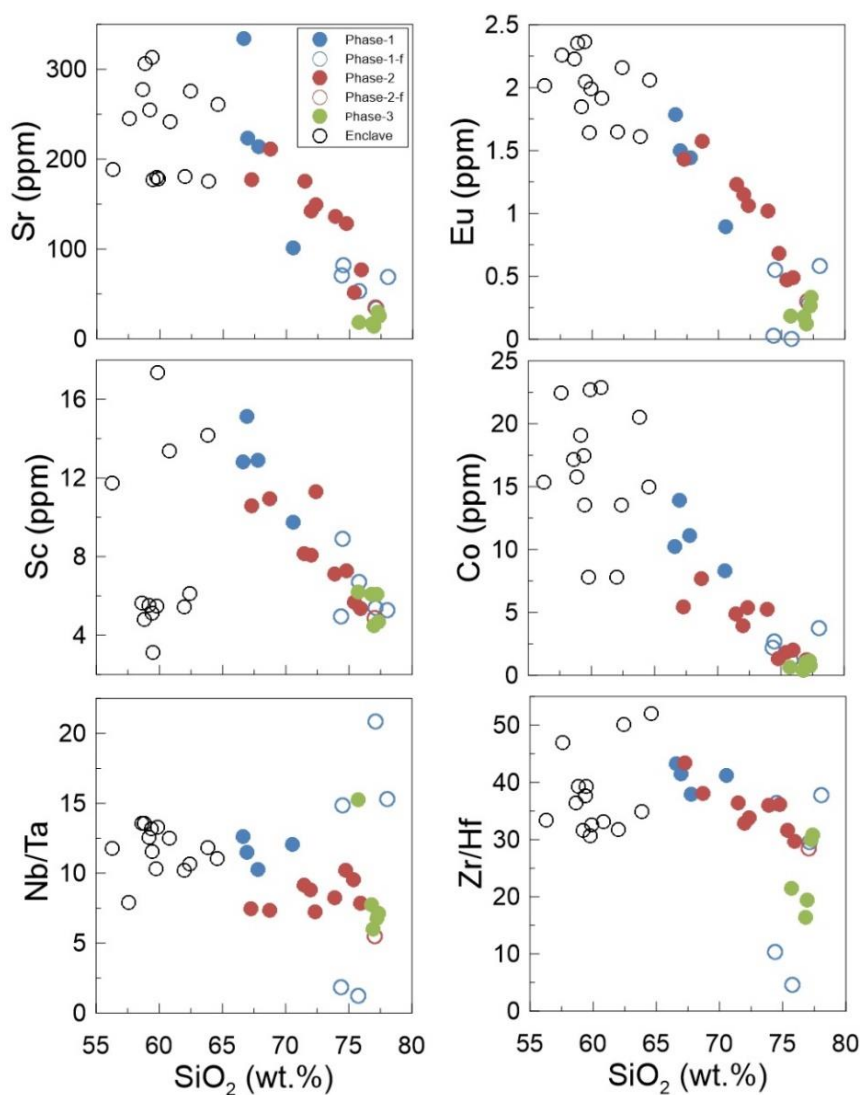 Sr (ppm)
300
200
100
0
Phase-1
Phase-1-f
Phase-2
Phase-2-f
Phase-3
Enclave
Eu (ppm)
2.5
2
1.5
1
0.5
0
Sc (ppm)
16
12
8
4
Co (ppm)
25
20
15
10
5
0
Nb/Ta
20
15
10
5
0
55 60 65 70 75 80
SiO2 (wt.%)
Zr/Hf
50
40
30
20
10
0
55 60 65 70 75 80
SiO2 (wt.%)